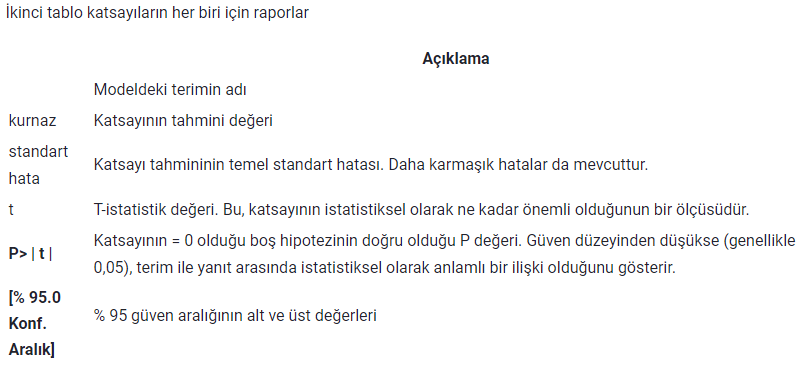 İkinci tablo katsayıların her biri için raporlar
Açıklama
Modeldeki terimin adı
kurnaz Katsayının tahmini değeri
standart
hata
Katsayı tahmininin temel standart hatası. Daha karmaşık hatalar da mevcuttur.
t T-istatistik değeri. Bu, katsayının istatistiksel olarak ne kadar önemli olduğunun bir ölçüsüdür.
P> | t |
Katsayının = 0 olduğu boş hipotezinin doğru olduğu P değeri. Güven düzeyinden düşükse (genellikle
0,05), terim ile yanıt arasında istatistiksel olarak anlamlı bir ilişki olduğunu gösterir.
[% 95.0
Konf.
Aralık]
% 95 güven aralığının alt ve üst değerleri